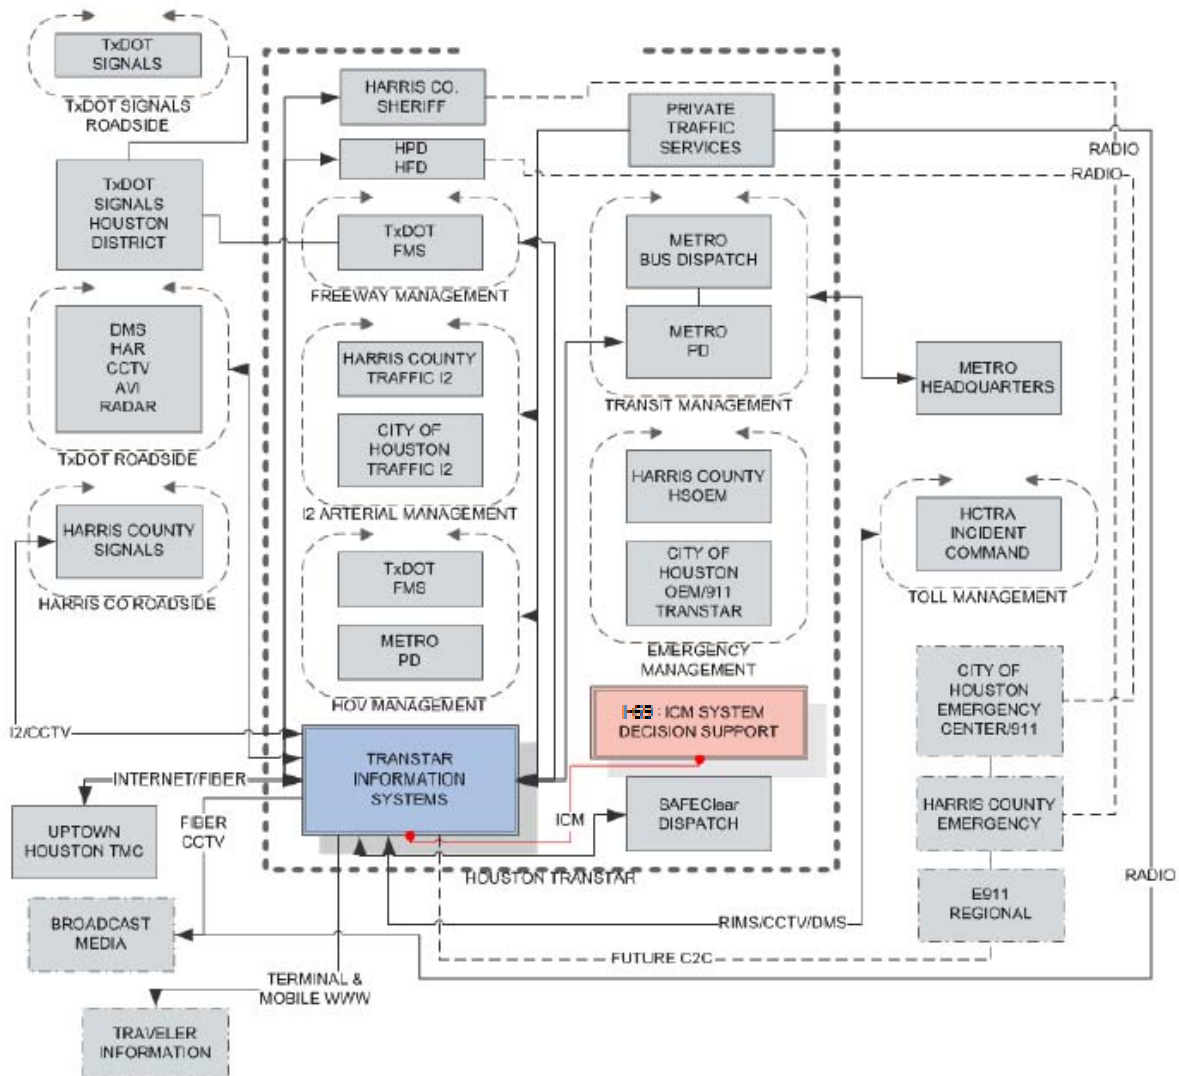 TxDOT
SIGNALS
TxDOT SIGNALS
ROADSIDE
TxDOT
SIGNALS
HOUSTON
DISTRICT
DMS
HAR
CCTV
AVI
RADAR
TxDOT ROADSIDE
HARRIS COUNTY
SIGNALS
HARRIS CO ROADSIDE
I2/CCTV
INTERNET/FIBER
UPTOWN
HOUSTON TMC
FIBER
CCTV
BROADCAST
MEDIA
TERMINAL &
MOBILE WWW
TRAVELER
INFORMATION
HARRIS CO.
SHERIFF
HPD
HFD
TxDOT
FMS
FREEWAY MANAGEMENT
HARRIS COUNTY
TRAFFIC I2
CITY OF
HOUSTON
TRAFFIC I2
I2 ARTERIAL MANAGEMENT
TxDOT
FMS
METRO
PD
HOV MANAGEMENT
TRANSTAR
INFORMATION
SYSTEMS
PRIVATE
TRAFFIC
SERVICES
METRO
BUS DISPATCH
METRO
PD
TRANSIT MANAGEMENT
HARRIS COUNTY
HSOEM
CITY OF
HOUSTON
OEM/911
TRANSTAR
EMERGENCY
MANAGEMENT
: ICM SYSTEM
DECISION SUPPORT
ICM
SAFEClear
DISPATCH
HOUSTON TRANSTAR
RADIO
RADIO
METRO
HEADQUARTERS
HCTRA
INCIDENT
COMMAND
TOLL MANAGEMENT
CITY OF
HOUSTON
EMERGENCY
CENTER/911
HARRIS COUNTY
EMERGENCY
E911
REGIONAL
RADIO
RIMS/CCTV/DMS
FUTURE C2C